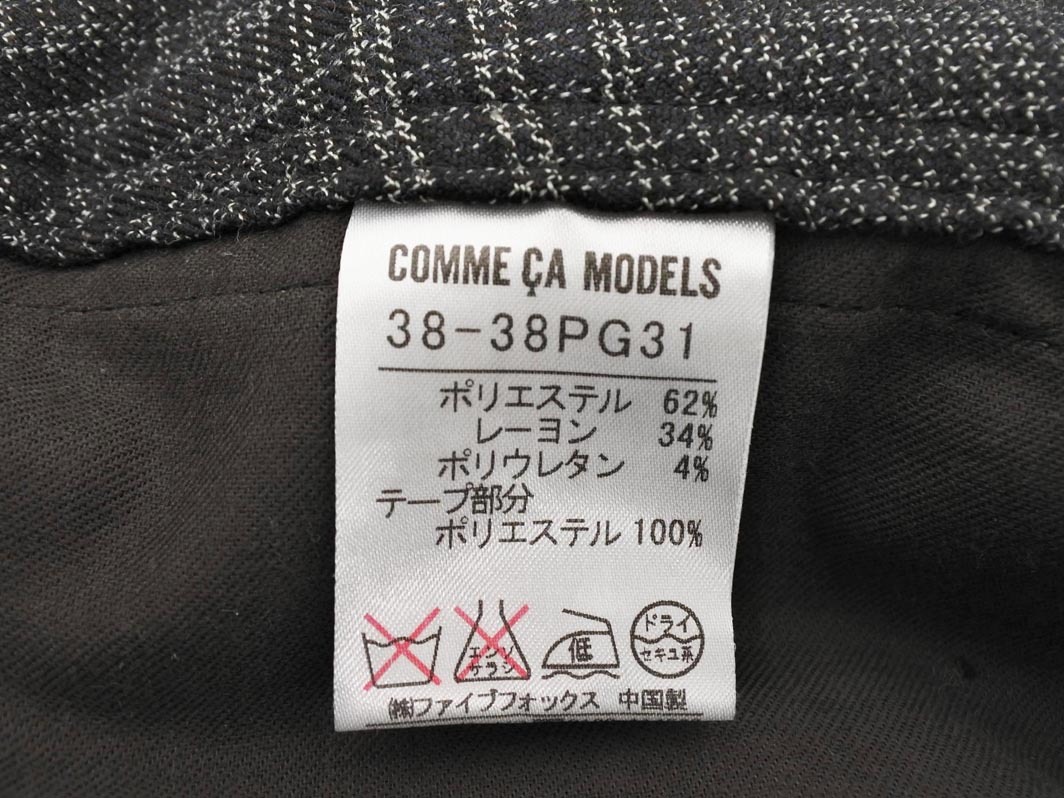 COMME ÇA MODELS
38-38PG31
ポリエステル 62%
レーヨン 34%
ポリウレタン 4%
テープ部分
ポリエステル 100%
エンソ
サラシ
低
ドライ
セキユ系
㈱ファイブフォックス 中国製